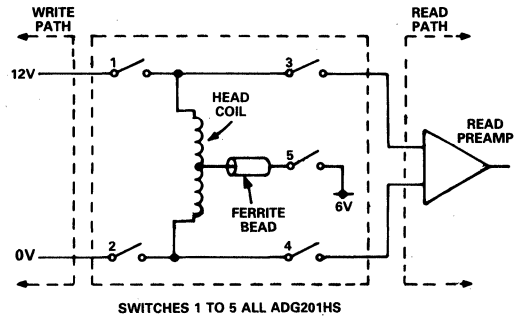 WRITE
PATH
READ
PATH
1
3
12V
HEAD
COIL
READ
PREAMP
5
FERRITE
BEAD
6V
2
4
0V
SWITCHES 1 TO 5 ALL ADG201HS